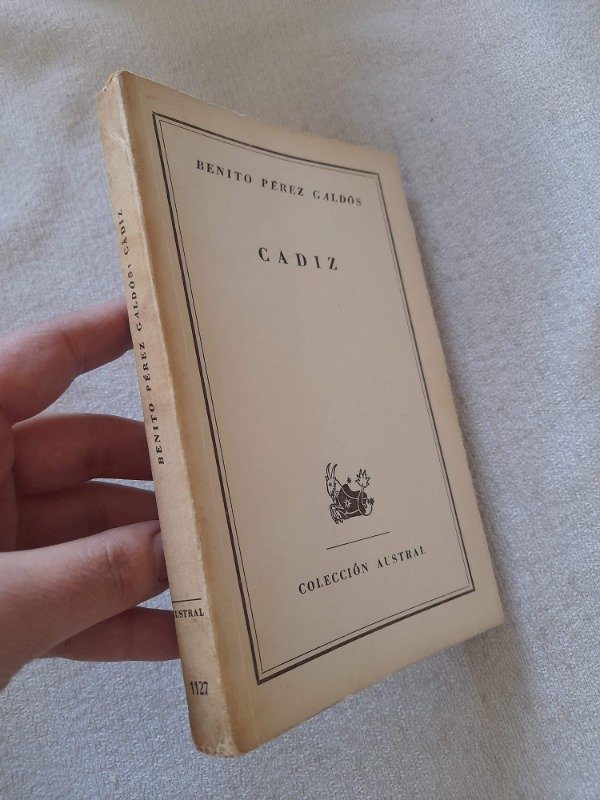 BENITO PÉREZ GALDÓS
CADIZ
COLECCIÓN AUSTRAL
BENITO PÉREZ GALDÓS: CADIZ
AUSTRAL
1127